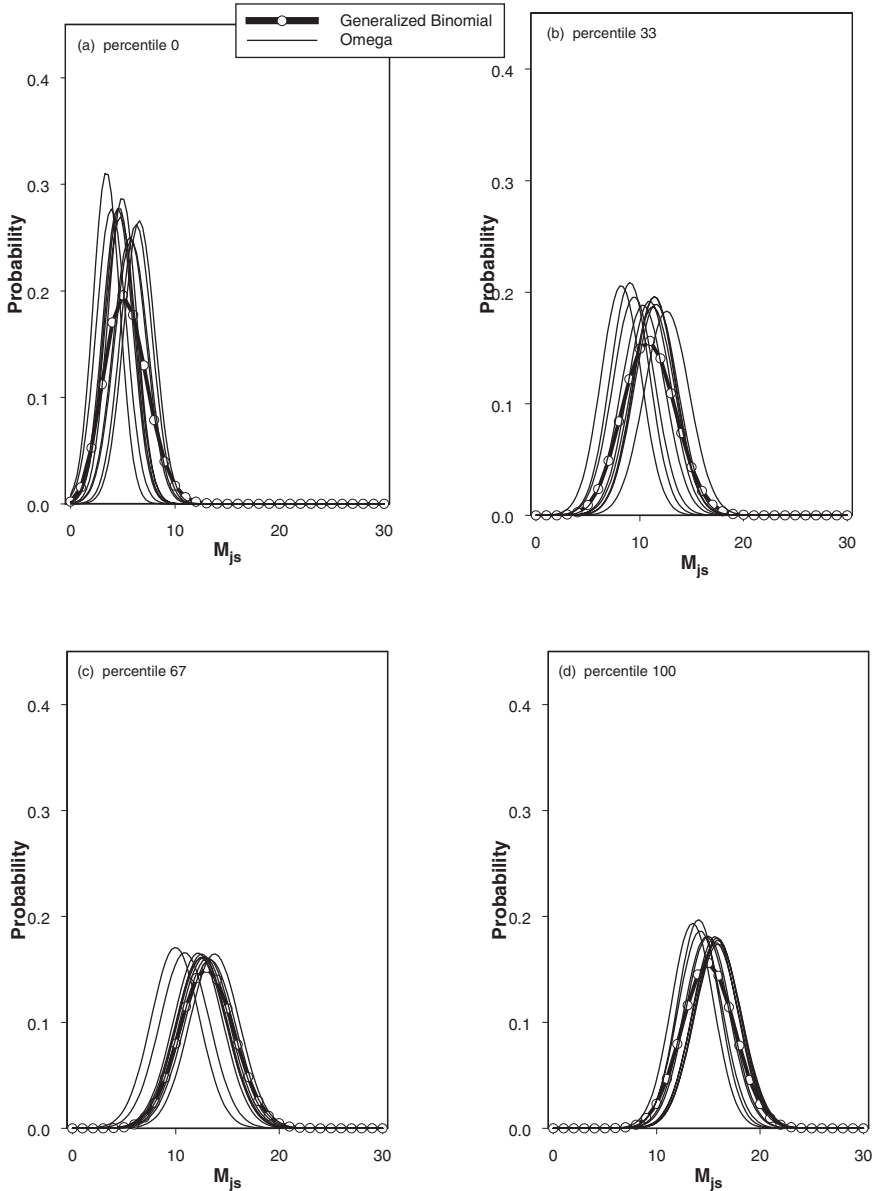 Generalized Binomial
Omega
(a) percentile 0
0.4
0.3
0.2
0.1
0.0
Probability
0 10 20 30
Mjs
(b) percentile 33
0.4
0.3
0.2
0.1
0.0
Probability
0 10 20 30
Mjs
(c) percentile 67
0.4
0.3
0.2
0.1
0.0
Probability
0 10 20 30
Mjs
(d) percentile 100
0.4
0.3
0.2
0.1
0.0
Probability
0 10 20 30
Mjs